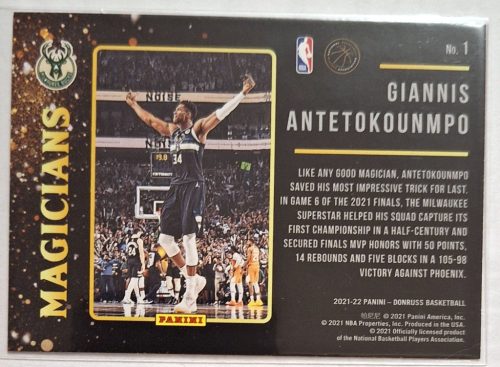 MAGICIANS
NOISE
34
PANINI
No. 1
GIANNIS
ANTETOKOUNMPO
LIKE ANY GOOD MAGICIAN, ANTETOKOUNMPO
SAVED HIS MOST IMPRESSIVE TRICK FOR LAST.
IN GAME 6 OF THE 2021 FINALS, THE MILWAUKEE
SUPERSTAR HELPED HIS SQUAD CAPTURE ITS
FIRST CHAMPIONSHIP IN A HALF-CENTURY AND
SECURED FINALS MVP HONORS WITH 50 POINTS,
14 REBOUNDS AND FIVE BLOCKS IN A 105-98
VICTORY AGAINST PHOENIX.
2021-22 PANINI – DONRUSS BASKETBALL
帕尼尼 © 2021 Panini America, Inc.
© 2021 NBA Properties, Inc. Produced in the USA.
© 2021 Officially licensed product
of the National Basketball Players Association.